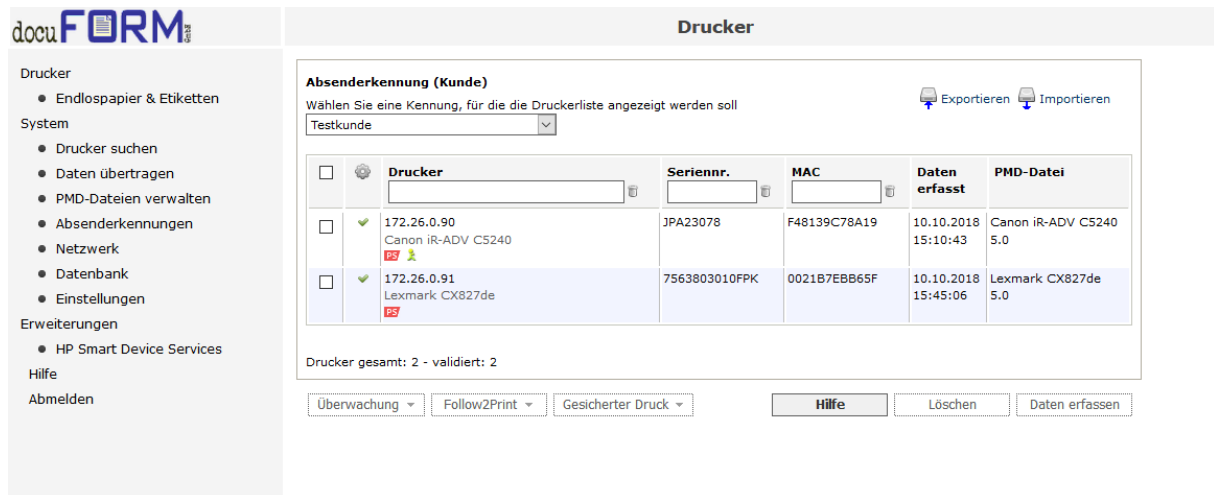 docuFORM GmbH
Drucker
Drucker
Endlospapier & Etiketten
System
Drucker suchen
Daten übertragen
PMD-Dateien verwalten
Absenderkennungen
Netzwerk
Datenbank
Einstellungen
Erweiterungen
HP Smart Device Services
Hilfe
Abmelden
Absenderkennung (Kunde)
Wählen Sie eine Kennung, für die die Druckerliste angezeigt werden soll
Testkunde
Exportieren Importieren
Drucker Seriennr. MAC Daten erfasst PMD-Datei
172.26.0.90 JPA23078 F48139C78A19 10.10.2018 Canon iR-ADV C5240
Canon iR-ADV C5240 15:10:43 5.0
PS
172.26.0.91 7563803010FPK 0021B7EBB65F 10.10.2018 Lexmark CX827de
Lexmark CX827de 15:45:06 5.0
PS
Drucker gesamt: 2 - validiert: 2
Überwachung Follow2Print Gesicherter Druck Hilfe Löschen Daten erfassen